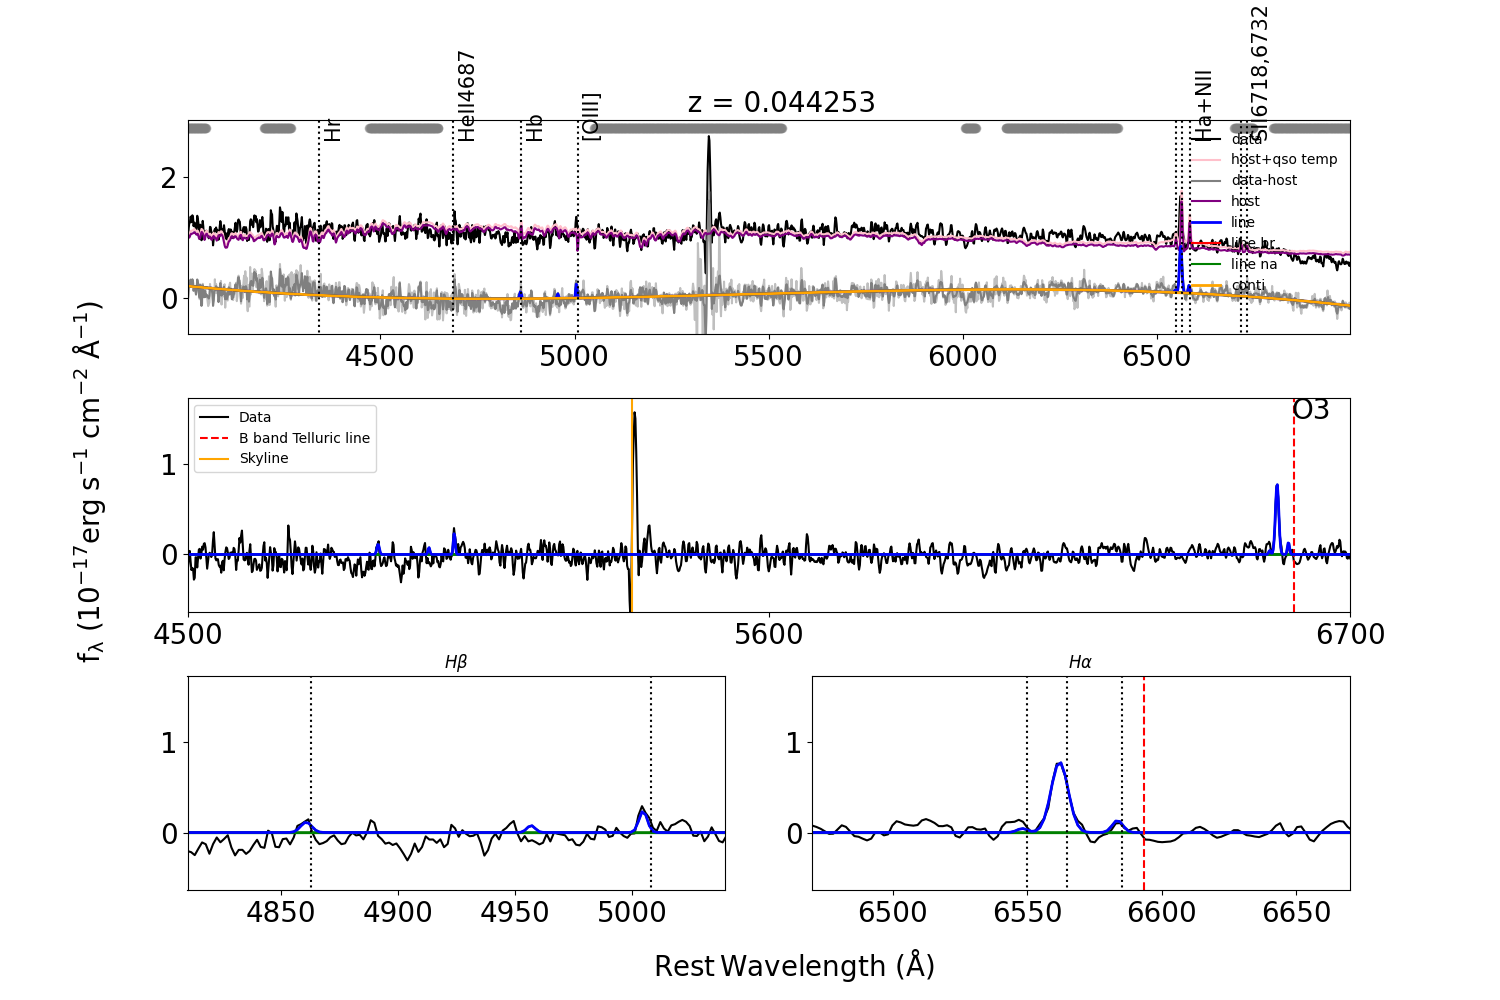 z = 0.044253
Hr
HeII4687
Hb
[OIII]
Ha+NII
SII6718,6732
data
host+qso temp
data-host
host
line
line br
line na
conti
2
0
4500
5000
5500
6000
6500
Data
B band Telluric line
Skyline
O3
1
0
4500
5600
6700
fλ (10⁻¹⁷erg s⁻¹ cm⁻² Å⁻¹)
Hβ
1
0
4850
4900
4950
5000
Hα
1
0
6500
6550
6600
6650
Rest Wavelength (Å)